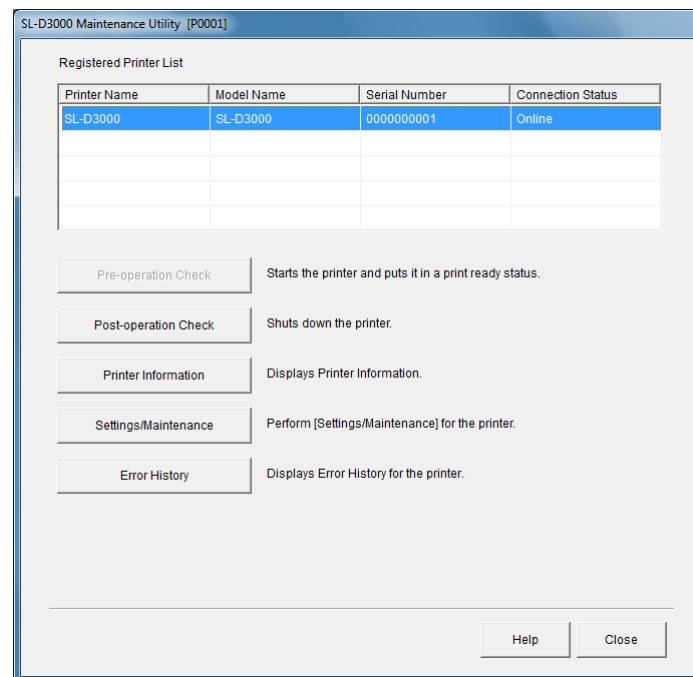 SL-D3000 Maintenance Utility [P0001]
Registered Printer List
Printer Name Model Name Serial Number Connection Status
SL-D3000 SL-D3000 0000000001 Online
Pre-operation Check Starts the printer and puts it in a print ready status.
Post-operation Check Shuts down the printer.
Printer Information Displays Printer Information.
Settings/Maintenance Perform [Settings/Maintenance] for the printer.
Error History Displays Error History for the printer.
Help Close